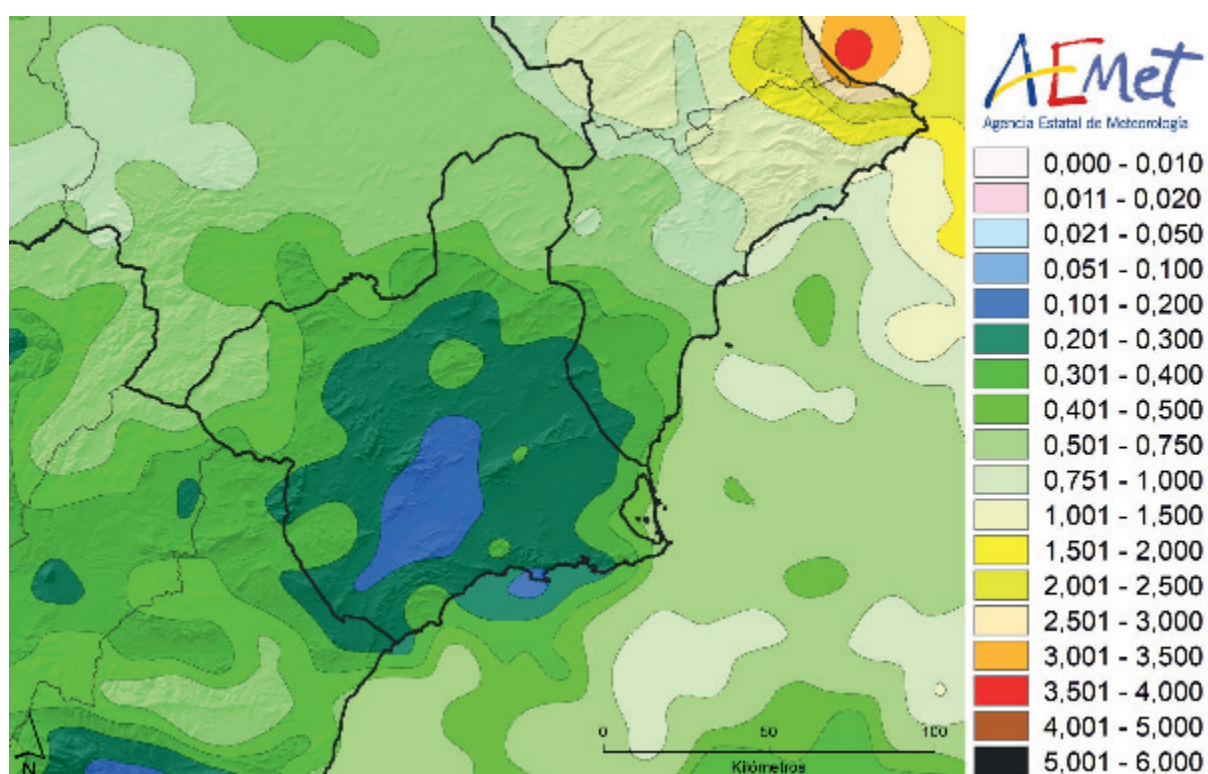 AEMet
Agencia Estatal de Meteorología
0,000 - 0,010
0,011 - 0,020
0,021 - 0,050
0,051 - 0,100
0,101 - 0,200
0,201 - 0,300
0,301 - 0,400
0,401 - 0,500
0,501 - 0,750
0,751 - 1,000
1,001 - 1,500
1,501 - 2,000
2,001 - 2,500
2,501 - 3,000
3,001 - 3,500
3,501 - 4,000
4,001 - 5,000
5,001 - 6,000
0 50 100
Kilómetros
N